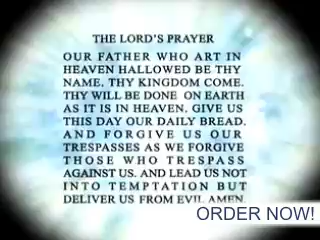 THE LORD'S PRAYER
OUR FATHER WHO ART IN
HEAVEN HALLOWED BE THY
NAME. THY KINGDOM COME.
THY WILL BE DONE ON EARTH
AS IT IS IN HEAVEN. GIVE US
THIS DAY OUR DAILY BREAD.
AND FORGIVE US OUR
TRESPASSES AS WE FORGIVE
THOSE WHO TRESPASS
AGAINST US. AND LEAD US NOT
INTO TEMPTATION BUT
DELIVER US FROM EVIL AMEN.
ORDER NOW!